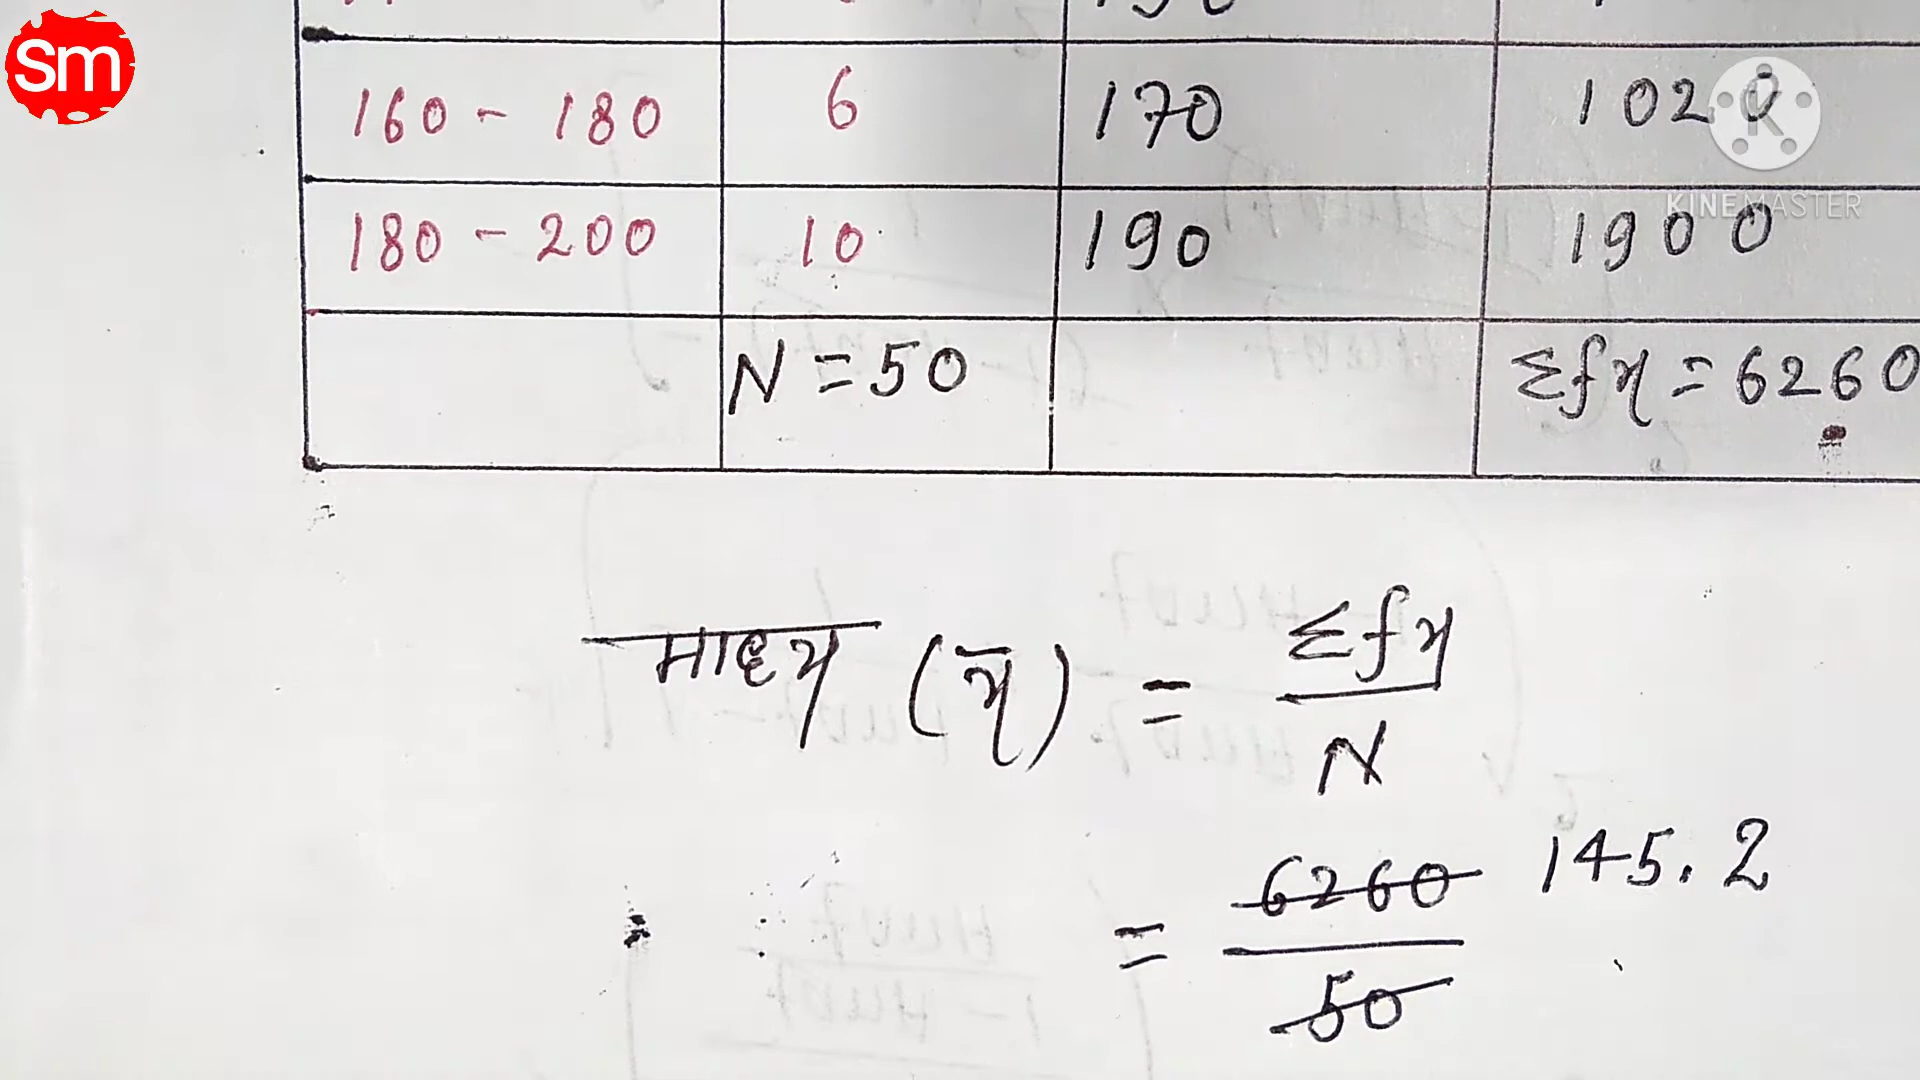 Sm
160 - 180 6 170 1020
180 - 200 10 190 1900
N = 50 Σfx = 6260
KINEMASTER
माध्य (x̄) = Σfx
N
= 6260 145.2
50